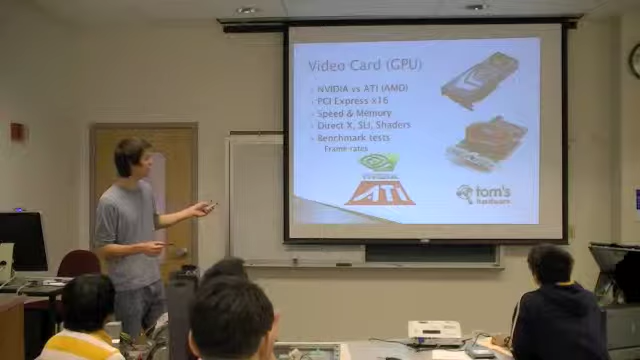 Video Card (GPU)
NVIDIA vs ATI (AMD)
PCI Express x16
Speed & Memory
Direct X, SLI, Shaders
Benchmark tests
Frame rates
NVIDIA
ATI
tom's
hardware